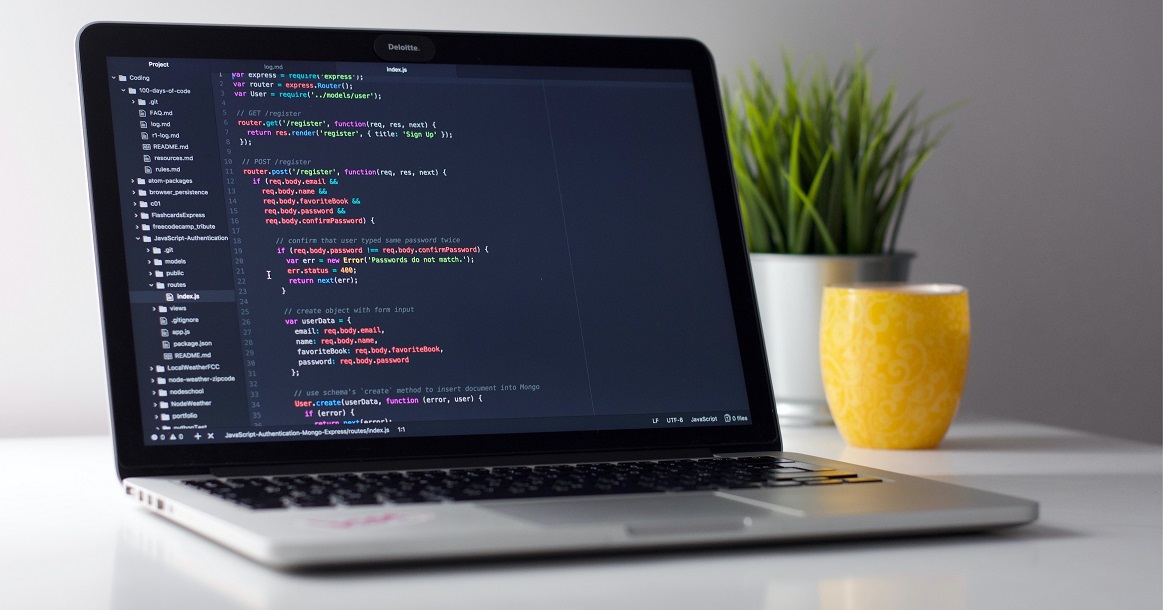 Deloitte.
Project
Coding
100-days-of-code
.git
FAQ.md
log.md
r1-log.md
README.md
resources.md
rules.md
atom-packages
browser_persistence
c01
FlashcardsExpress
freecodecamp_tribute
JavaScript-Authentication
.git
models
public
routes
index.js
views
.gitignore
app.js
package.json
README.md
LocalWeatherFCC
node-weather-zipcode
nodeschool
NodeWeather
portfolio
log.md
index.js
1 var express = require('express');
2 var router = express.Router();
3 var User = require('../models/user');
4
5 // GET /register
6 router.get('/register', function(req, res, next) {
7 return res.render('register', { title: 'Sign Up' });
8 });
9
10 // POST /register
11 router.post('/register', function(req, res, next) {
12 if (req.body.email &&
13 req.body.name &&
14 req.body.favoriteBook &&
15 req.body.password &&
16 req.body.confirmPassword) {
17
18 // confirm that user typed same password twice
19 if (req.body.password !== req.body.confirmPassword) {
20 var err = new Error('Passwords do not match.');
21 err.status = 400;
22 return next(err);
23 }
24
25 // create object with form input
26 var userData = {
27 email: req.body.email,
28 name: req.body.name,
29 favoriteBook: req.body.favoriteBook,
30 password: req.body.password
31 };
32
33 // use schema's `create` method to insert document into Mongo
34 User.create(userData, function (error, user) {
35 if (error) {
return next(error);
0 0 JavaScript-Authentication-Mongo-Express/routes/index.js 1:1 LF UTF-8 JavaScript 0 files